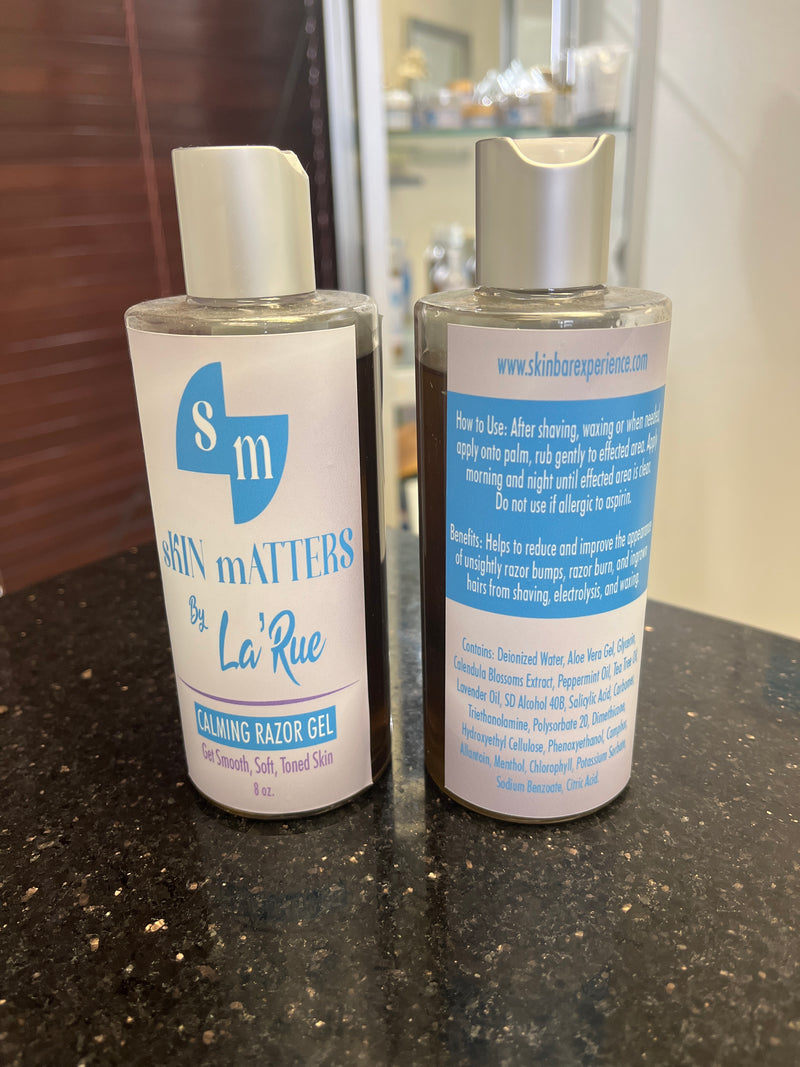 s
m
sKIN mATTERS
By
La'Rue
CALMING RAZOR GEL
Get Smooth, Soft, Toned Skin
8 oz.
www.skinbarexperience.com
How to Use: After shaving, waxing or when needed
apply onto palm, rub gently to effected area. Apply
morning and night until effected area is clear.
Do not use if allergic to aspirin.
Benefits: Helps to reduce and improve the appearance
of unsightly razor bumps, razor burn, and ingrown
hairs from shaving, electrolysis, and waxing.
Contains: Deionized Water, Aloe Vera Gel, Glycerin,
Calendula Blossoms Extract, Peppermint Oil, Tea Tree Oil,
Lavender Oil, SD Alcohol 40B, Salicylic Acid, Carbomer,
Triethanolamine, Polysorbate 20, Dimethicone,
Hydroxyethyl Cellulose, Phenoxyethanol, Camphor,
Allantoin, Menthol, Chlorophyll, Potassium Sorbate,
Sodium Benzoate, Citric Acid.